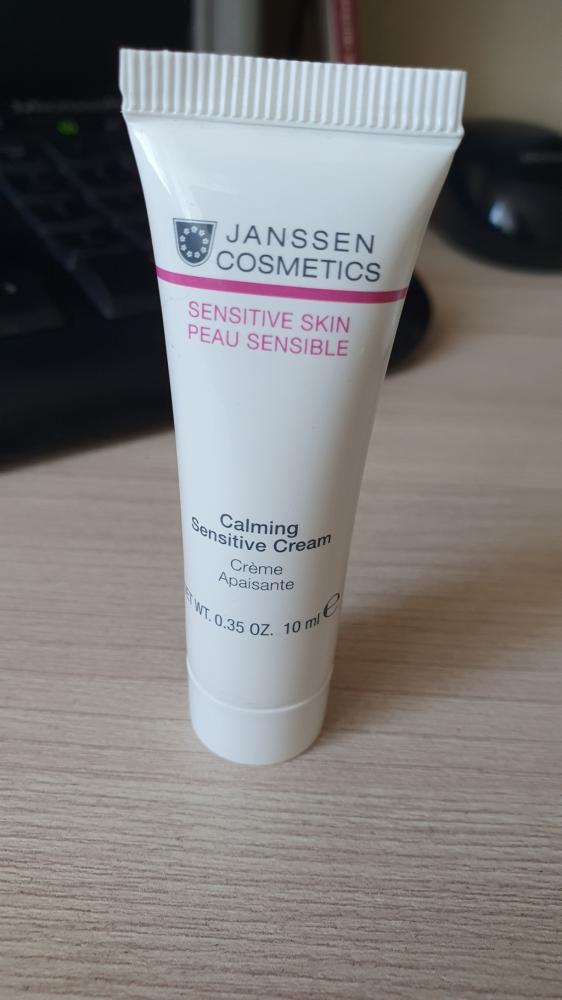 JANSSEN
COSMETICS
SENSITIVE SKIN
PEAU SENSIBLE
Calming
Sensitive Cream
Crème
Apaisante
WT. 0.35 OZ. 10 ml ℮